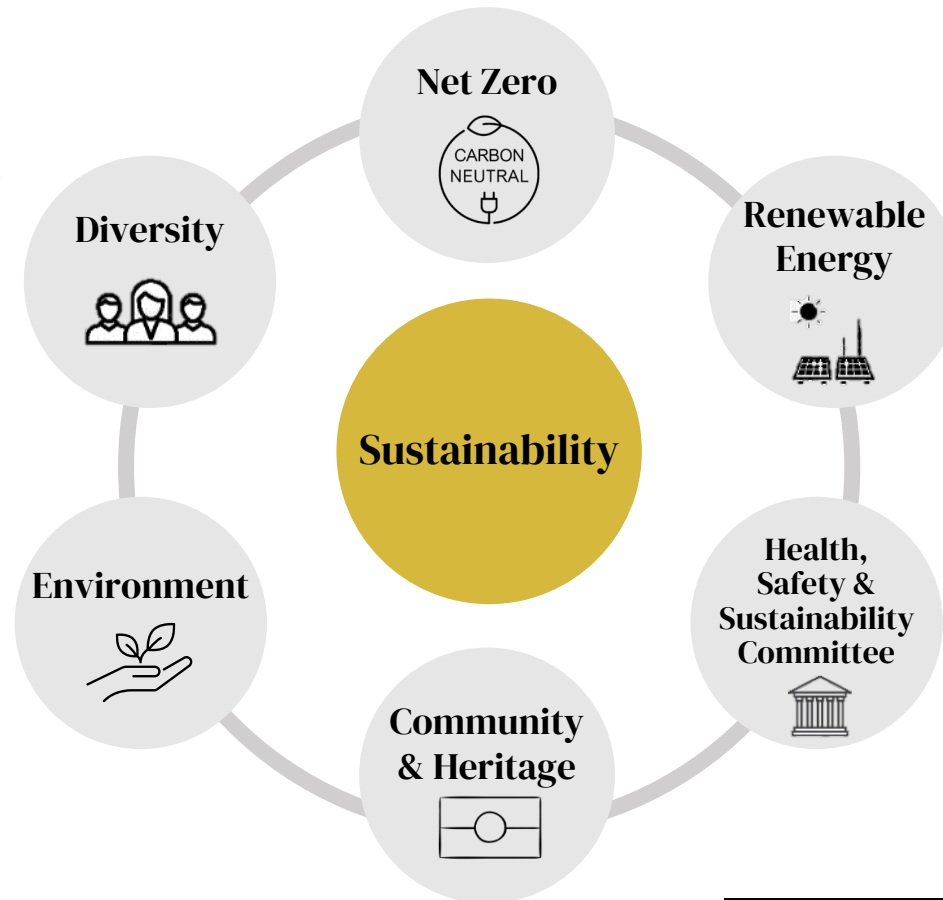 Net Zero
CARBON
NEUTRAL
Renewable
Energy
Health,
Safety &
Sustainability
Committee
Community
& Heritage
Environment
Diversity
Sustainability